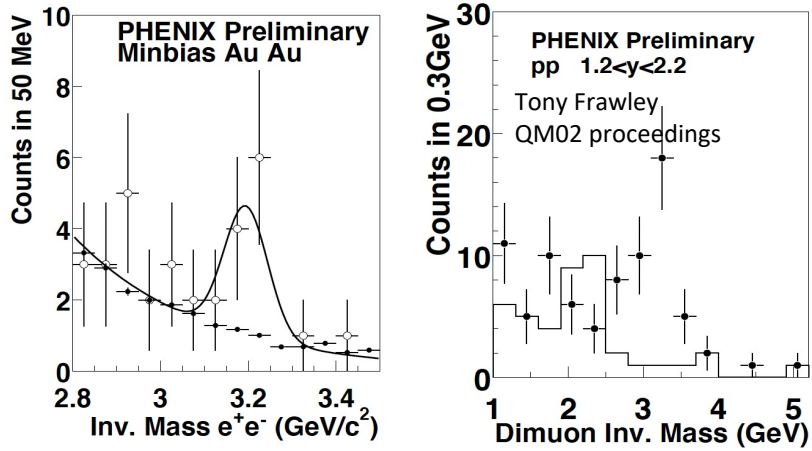 PHENIX Preliminary
Minbias Au Au
Counts in 50 MeV
10
8
6
4
2
0
2.8
3
3.2
3.4
Inv. Mass e+e- (GeV/c2)
PHENIX Preliminary
pp 1.2<y<2.2
Tony Frawley
QM02 proceedings
Counts in 0.3GeV
30
20
10
0
1
2
3
4
5
Dimuon Inv. Mass (GeV)